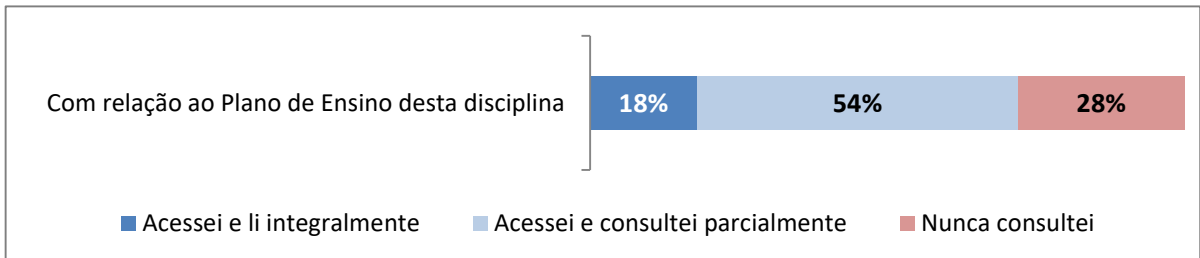 Com relação ao Plano de Ensino desta disciplina 18% 54% 28%
Acessei e li integralmente Acessei e consultei parcialmente Nunca consultei